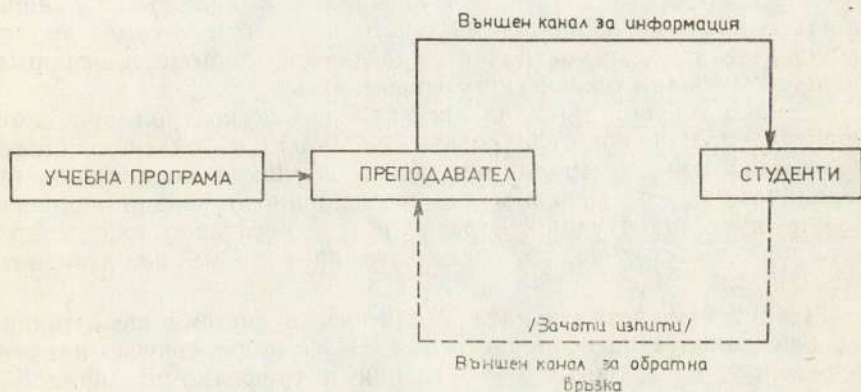 Външен канал за информация
УЧЕБНА ПРОГРАМА
ПРЕПОДАВАТЕЛ
СТУДЕНТИ
/Зачоти изпити/
Външен канал за обратна
връзка